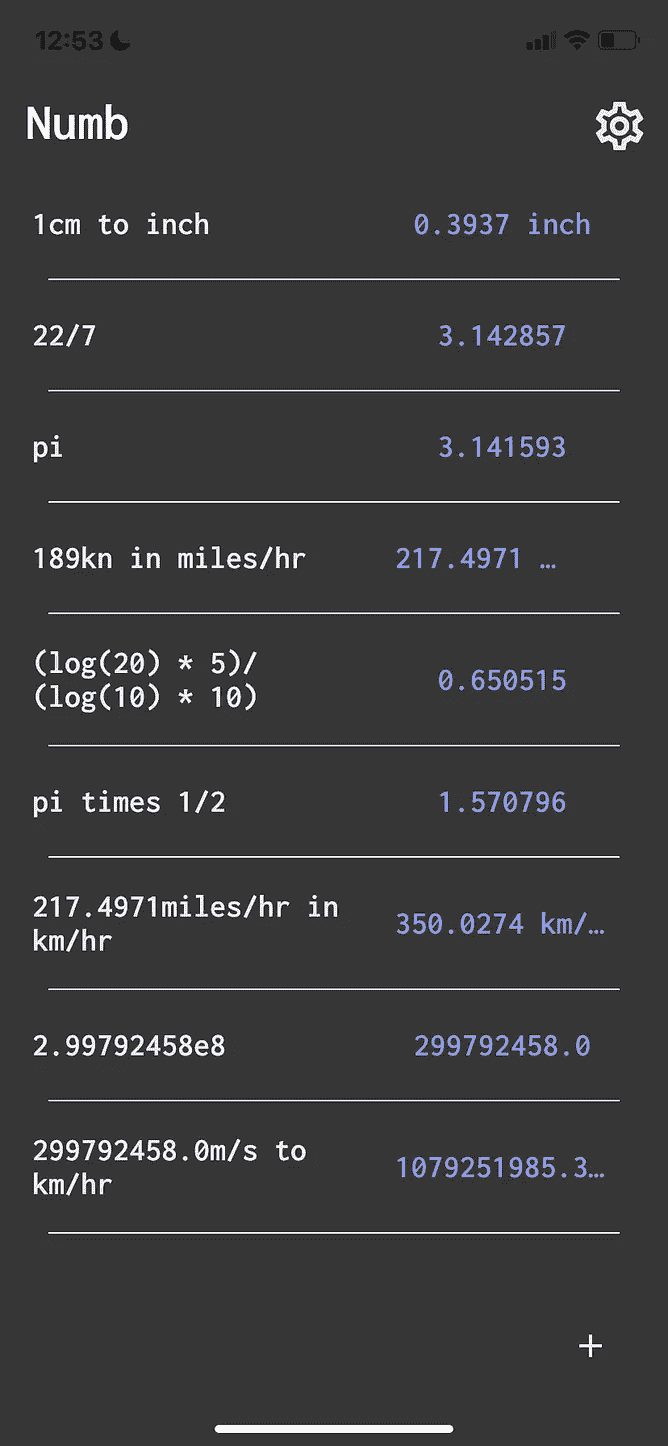 12:53
Numb
1cm to inch 0.3937 inch
22/7 3.142857
pi 3.141593
189kn in miles/hr 217.4971 …
(log(20) * 5)/
(log(10) * 10) 0.650515
pi times 1/2 1.570796
217.4971miles/hr in
km/hr 350.0274 km/…
2.99792458e8 299792458.0
299792458.0m/s to
km/hr 1079251985.3…
+